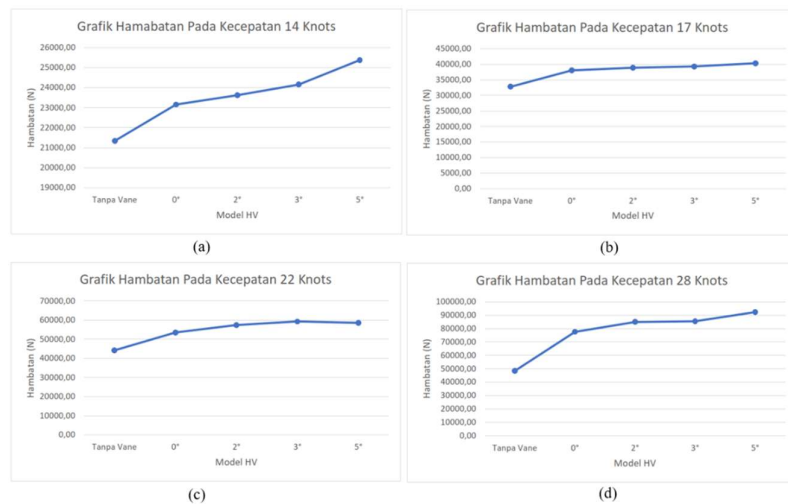 Grafik Hamabatan Pada Kecepatan 14 Knots
26000,00
25000,00
24000,00
23000,00
22000,00
21000,00
20000,00
19000,00
Hambatan (N)
Tanpa Vane 0° 2° 3° 5°
Model HV
(a)
Grafik Hambatan Pada Kecepatan 17 Knots
45000,00
40000,00
35000,00
30000,00
25000,00
20000,00
15000,00
10000,00
5000,00
0,00
Hambatan (N)
Tanpa Vane 0° 2° 3° 5°
Model HV
(b)
Grafik Hambatan Pada Kecepatan 22 Knots
70000,00
60000,00
50000,00
40000,00
30000,00
20000,00
10000,00
0,00
Hambatan (N)
Tanpa Vane 0° 2° 3° 5°
Model HV
(c)
Grafik Hambatan Pada Kecepatan 28 Knots
100000,00
90000,00
80000,00
70000,00
60000,00
50000,00
40000,00
30000,00
20000,00
10000,00
0,00
Hambatan (N)
Tanpa Vane 0° 2° 3° 5°
Model HV
(d)